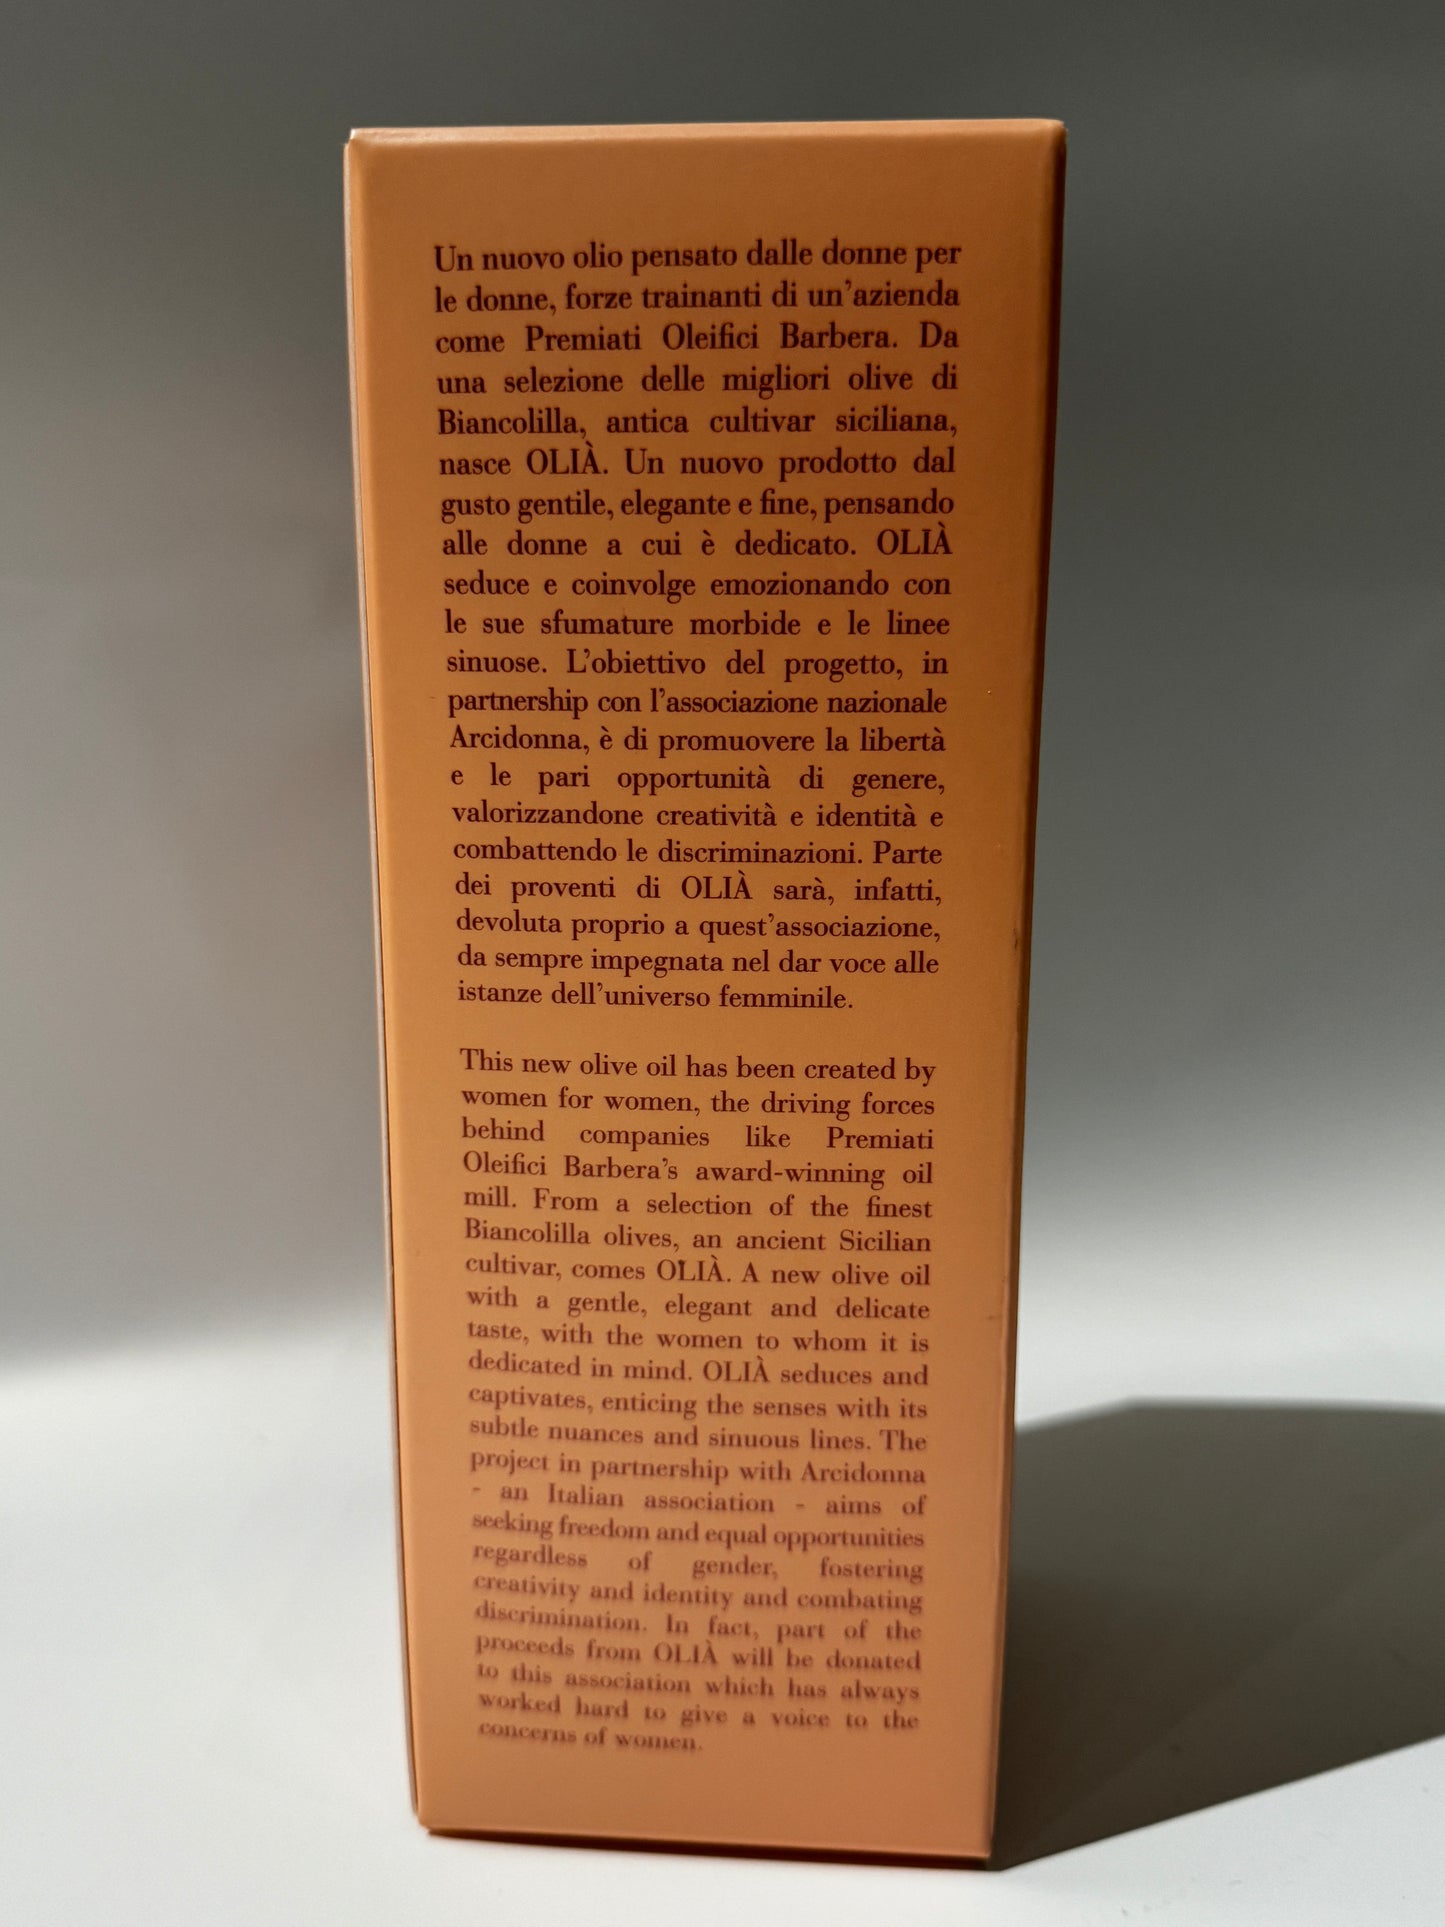 Un nuovo olio pensato dalle donne per
le donne, forze trainanti di un'azienda
come Premiati Oleifici Barbera. Da
una selezione delle migliori olive di
Biancolilla, antica cultivar siciliana,
nasce OLIÀ. Un nuovo prodotto dal
gusto gentile, elegante e fine, pensando
alle donne a cui è dedicato. OLIÀ
seduce e coinvolge emozionando con
le sue sfumature morbide e le linee
sinuose. L'obiettivo del progetto, in
partnership con l'associazione nazionale
Arcidonna, è di promuovere la libertà
e le pari opportunità di genere,
valorizzandone creatività e identità e
combattendo le discriminazioni. Parte
dei proventi di OLIÀ sarà, infatti,
devoluta proprio a quest'associazione,
da sempre impegnata nel dar voce alle
istanze dell'universo femminile.
This new olive oil has been created by
women for women, the driving forces
behind companies like Premiati
Oleifici Barbera's award-winning oil
mill. From a selection of the finest
Biancolilla olives, an ancient Sicilian
cultivar, comes OLIÀ. A new olive oil
with a gentle, elegant and delicate
taste, with the women to whom it is
dedicated in mind. OLIÀ seduces and
captivates, enticing the senses with its
subtle nuances and sinuous lines. The
project in partnership with Arcidonna
- an Italian association - aims of
seeking freedom and equal opportunities
regardless of gender, fostering
creativity and identity and combating
discrimination. In fact, part of the
proceeds from OLIÀ will be donated
to this association which has always
worked hard to give a voice to the
concerns of women.